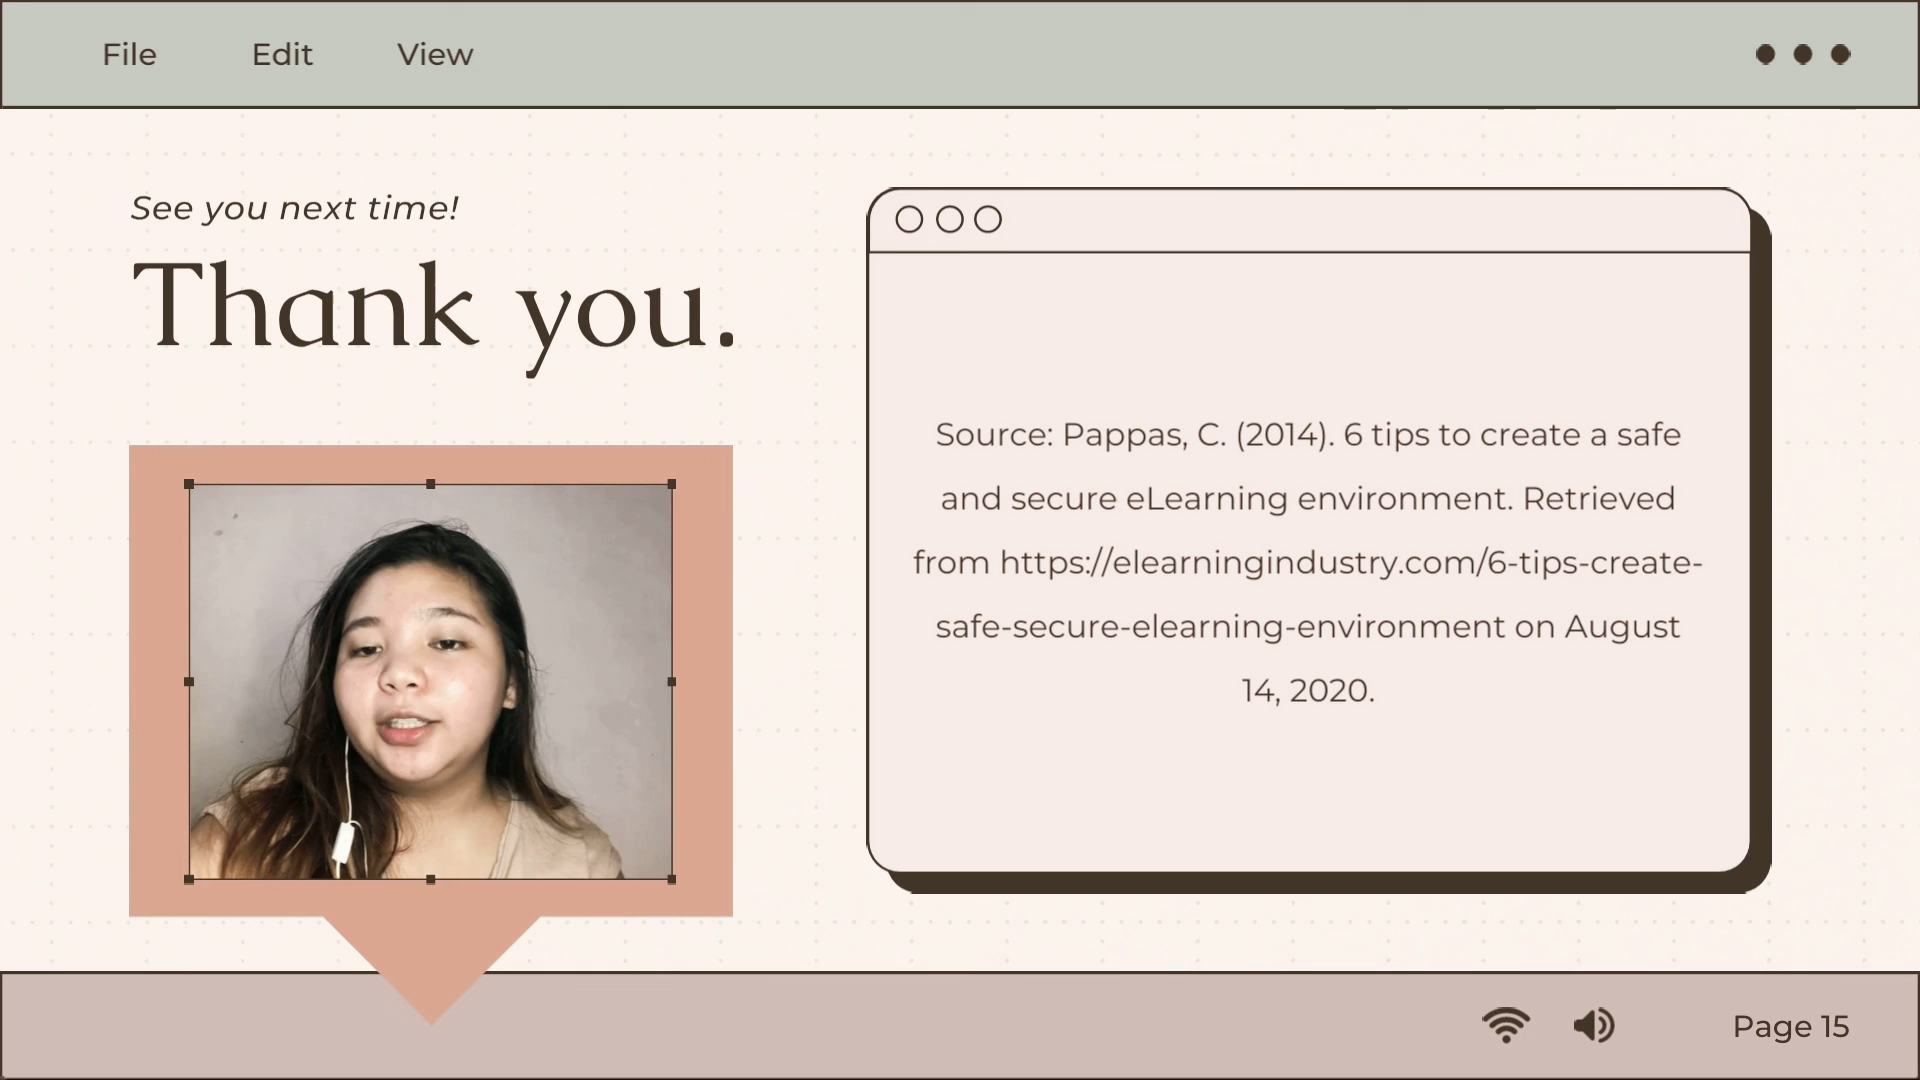 File Edit View
See you next time!
Thank you.
Source: Pappas, C. (2014). 6 tips to create a safe
and secure eLearning environment. Retrieved
from https://elearningindustry.com/6-tips-create-
safe-secure-elearning-environment on August
14, 2020.
Page 15